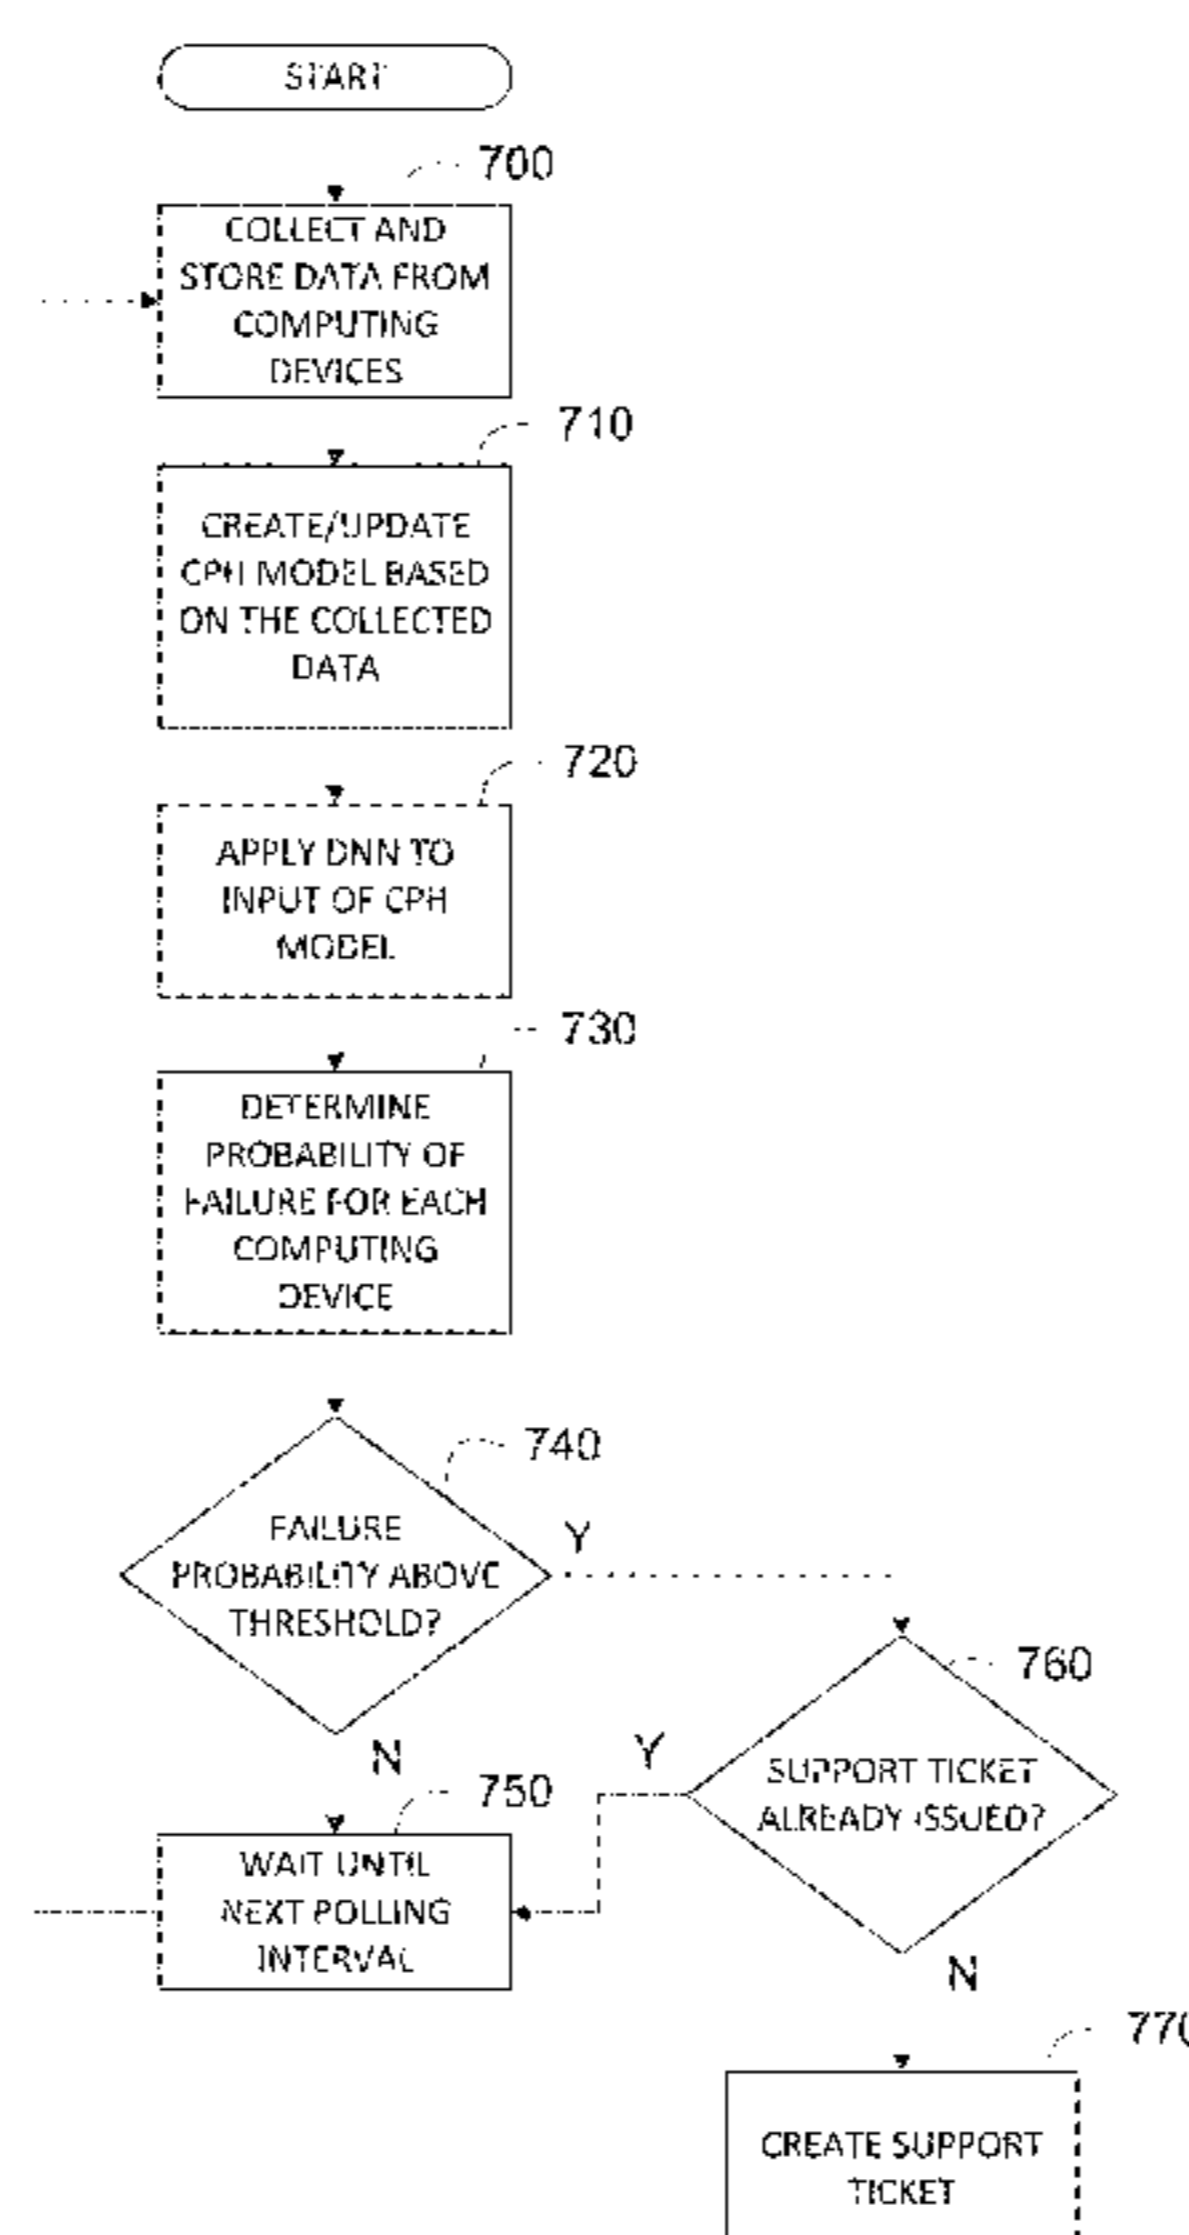 START
700
COLLECT AND
STORE DATA FROM
COMPUTING
DEVICES
710
CREATE/UPDATE
CPH MODEL BASED
ON THE COLLECTED
DATA
720
APPLY DNN TO
INPUT OF CPH
MODEL
730
DETERMINE
PROBABILITY OF
FAILURE FOR EACH
COMPUTING
DEVICE
740
FAILURE
PROBABILITY ABOVE
THRESHOLD?
Y
N
750
WAIT UNTIL
NEXT POLLING
INTERVAL
760
SUPPORT TICKET
ALREADY ISSUED?
Y
N
770
CREATE SUPPORT
TICKET